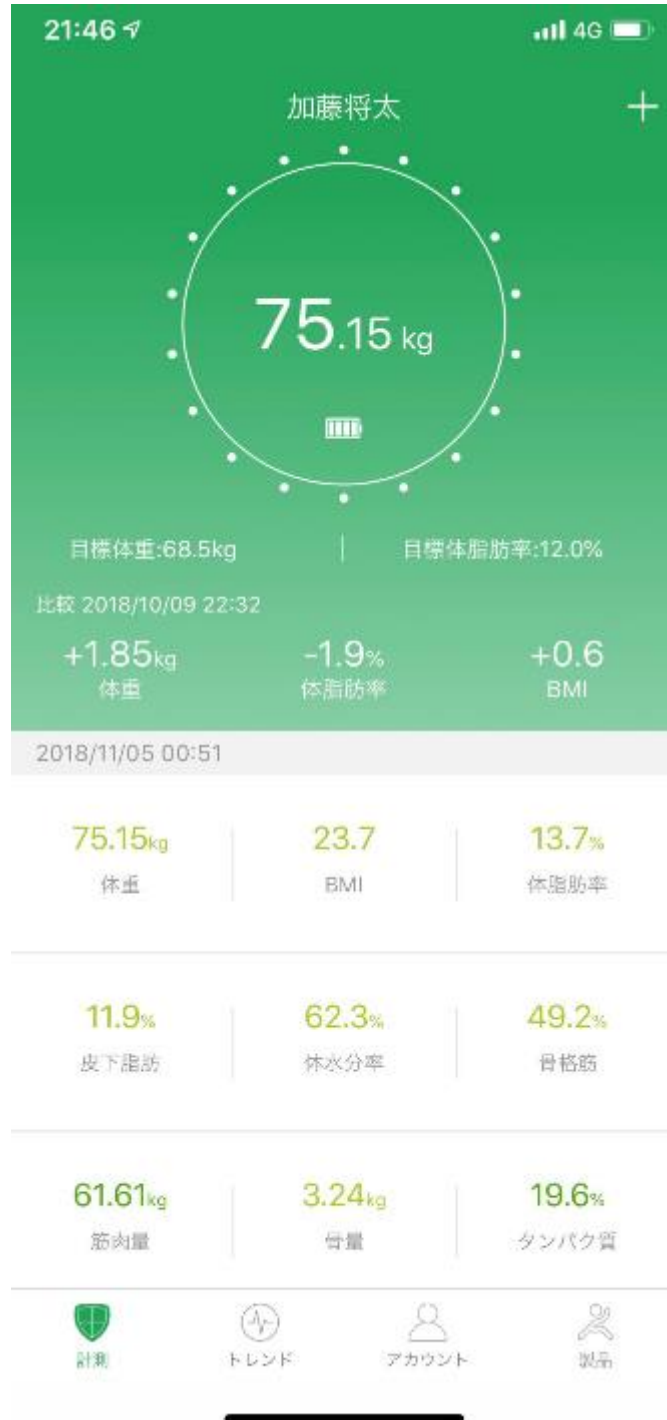 21:46 4G
加藤将太
+
75.15 kg
目標体重:68.5kg 目標体脂肪率:12.0%
比較 2018/10/09 22:32
+1.85kg -1.9% +0.6
体重 体脂肪率 BMI
2018/11/05 00:51
75.15kg 23.7 13.7%
体重 BMI 体脂肪率
11.9% 62.3% 49.2%
皮下脂肪 体水分率 骨格筋
61.61kg 3.24kg 19.6%
筋肉量 骨量 タンパク質
計測 トレンド アカウント 製品